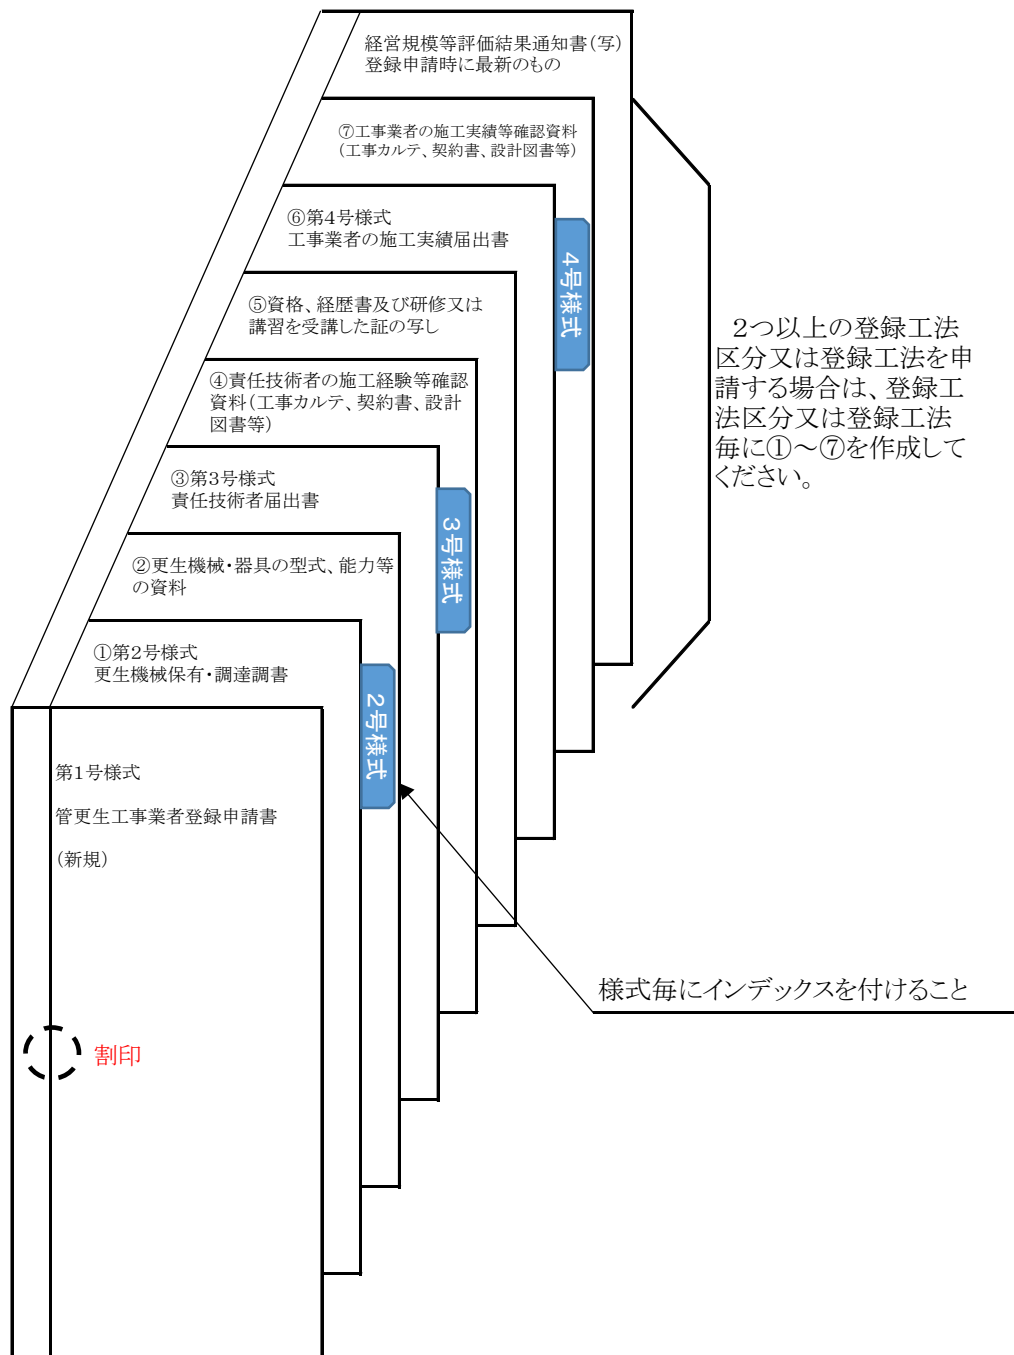 経営規模等評価結果通知書(写)
登録申請時に最新のもの
⑦工事業者の施工実績等確認資料
(工事カルテ、契約書、設計図書等)
⑥第4号様式
工事業者の施工実績届出書
4号様式
⑤資格、経歴書及び研修又は
講習を受講した証の写し
④責任技術者の施工経験等確認
資料(工事カルテ、契約書、設計
図書等)
③第3号様式
責任技術者届出書
3号様式
②更生機械・器具の型式、能力等
の資料
①第2号様式
更生機械保有・調達調書
2号様式
第1号様式
管更生工事業者登録申請書
(新規)
割印
2つ以上の登録工法
区分又は登録工法を申
請する場合は、登録工
法区分又は登録工法
毎に①～⑦を作成して
ください。
様式毎にインデックスを付けること